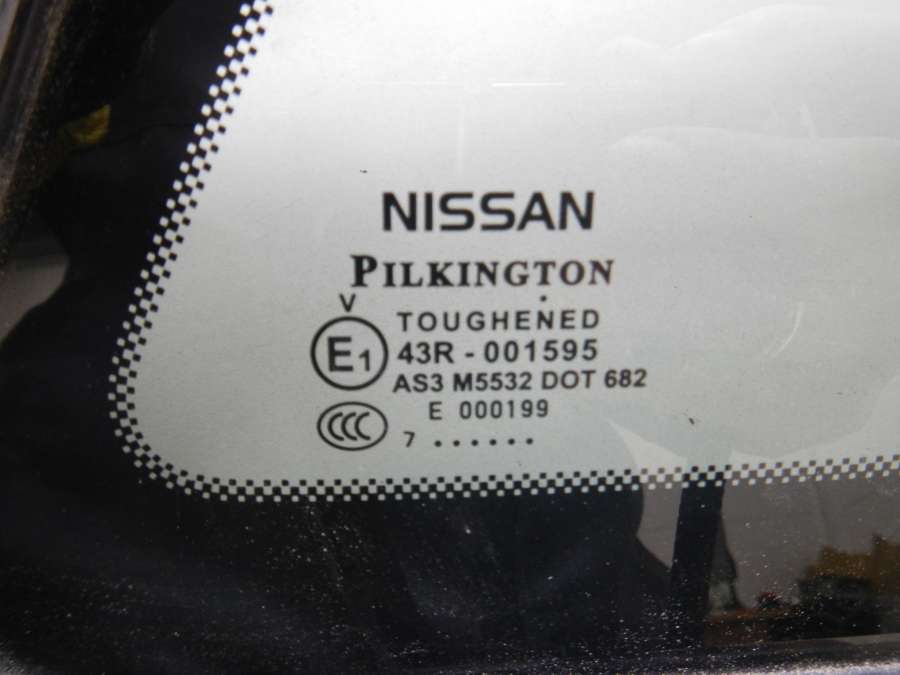 NISSAN
PILKINGTON
V
TOUGHENED
E1
43R - 001595
AS3 M5532 DOT 682
E 000199
CCC
7 ......